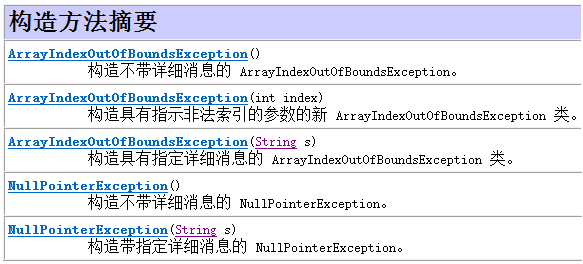 构造方法摘要
ArrayIndexOutOfBoundsException()
构造不带详细消息的 ArrayIndexOutOfBoundsException。
ArrayIndexOutOfBoundsException(int index)
构造具有指示非法索引的参数的新 ArrayIndexOutOfBoundsException 类。
ArrayIndexOutOfBoundsException(String s)
构造具有指定详细消息的 ArrayIndexOutOfBoundsException 类。
NullPointerException()
构造不带详细消息的 NullPointerException。
NullPointerException(String s)
构造带指定详细消息的 NullPointerException。